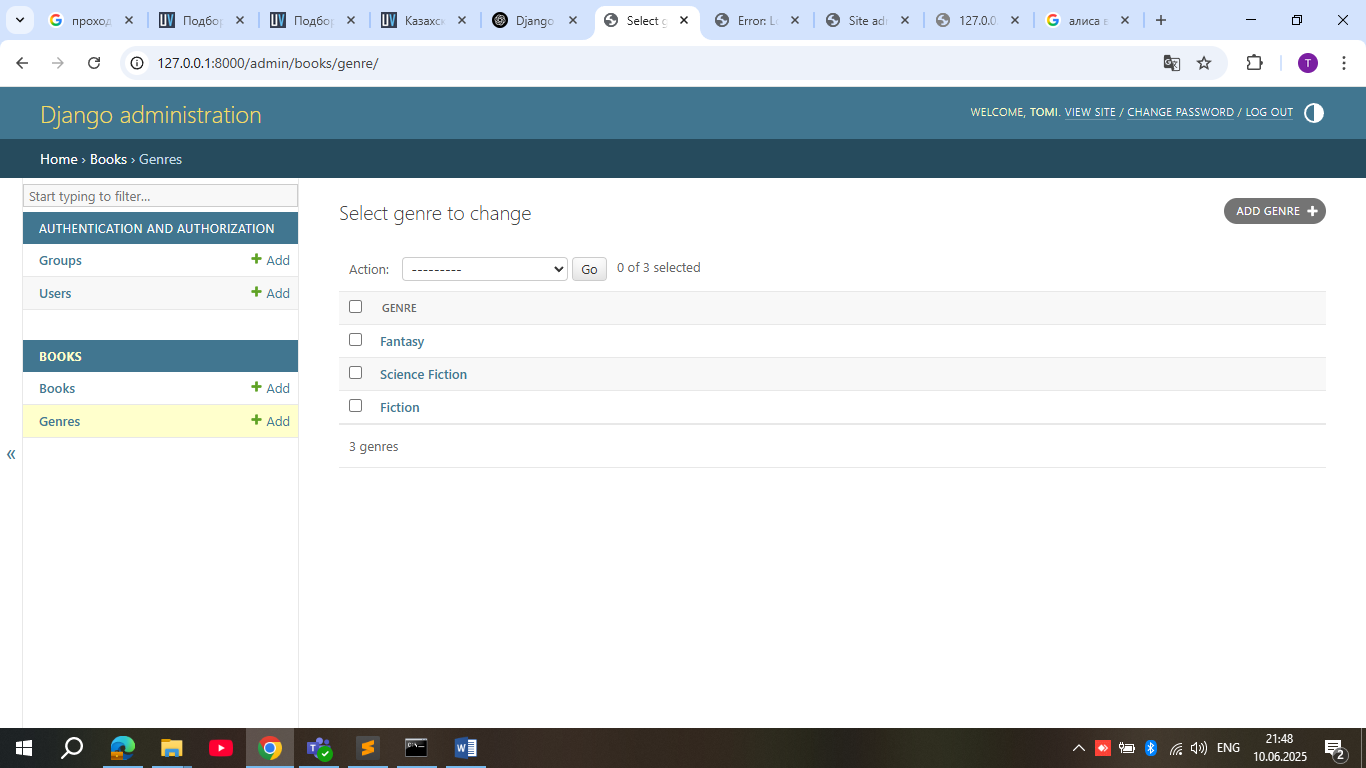 проход
Подбор
Подбор
Казахск
Django
Select g
Error: L
Site adm
127.0.0.
алиса в
127.0.0.1:8000/admin/books/genre/
T
Django administration
WELCOME, TOMI. VIEW SITE / CHANGE PASSWORD / LOG OUT
Home › Books › Genres
Start typing to filter...
Select genre to change
ADD GENRE
AUTHENTICATION AND AUTHORIZATION
Groups Add
Users Add
Action: --------- Go 0 of 3 selected
GENRE
Fantasy
Science Fiction
Fiction
3 genres
BOOKS
Books Add
Genres Add
«
ENG
21:48
10.06.2025
2